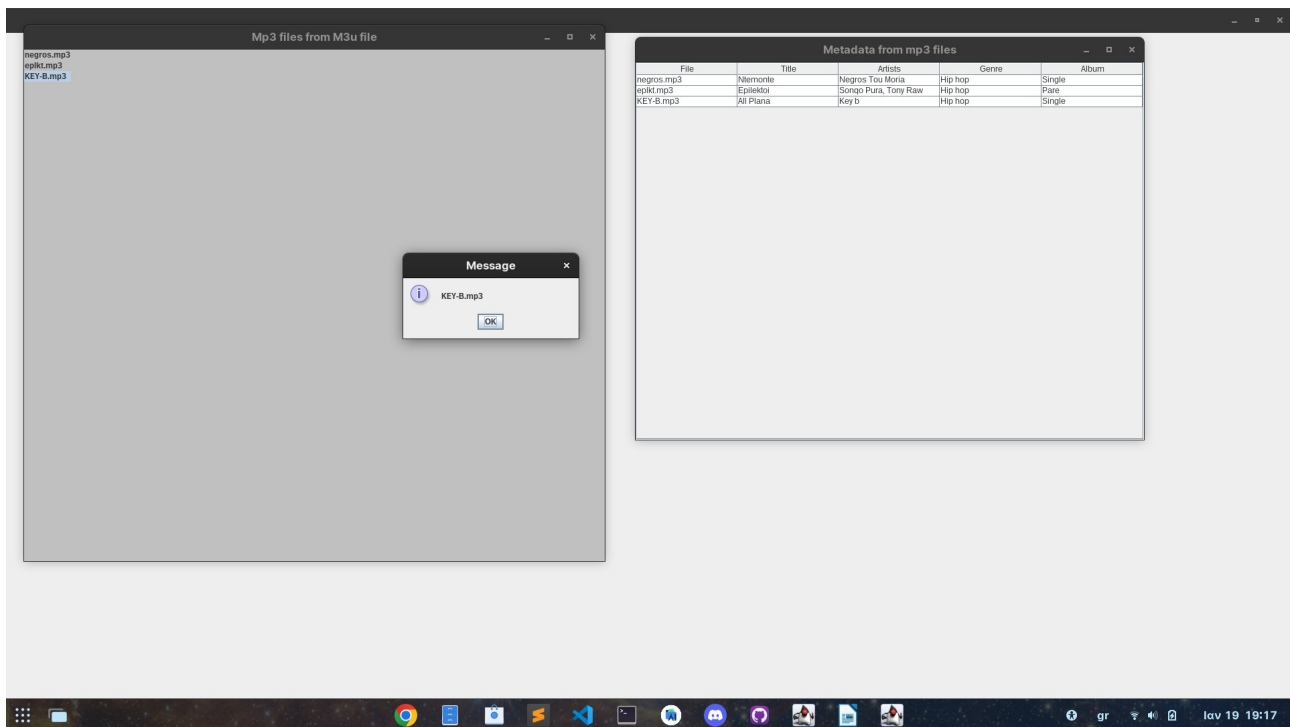 Mp3 files from M3u file
negros.mp3
eplkt.mp3
KEY-B.mp3
Message
KEY-B.mp3
OK
Metadata from mp3 files
File Title Artists Genre Album
negros.mp3 Ntemonte Negros Tou Moria Hip hop Single
eplkt.mp3 Epilektoi Sonqo Pura, Tony Raw Hip hop Pare
KEY-B.mp3 All Plana Key b Hip hop Single
gr Ιαν 19 19:17